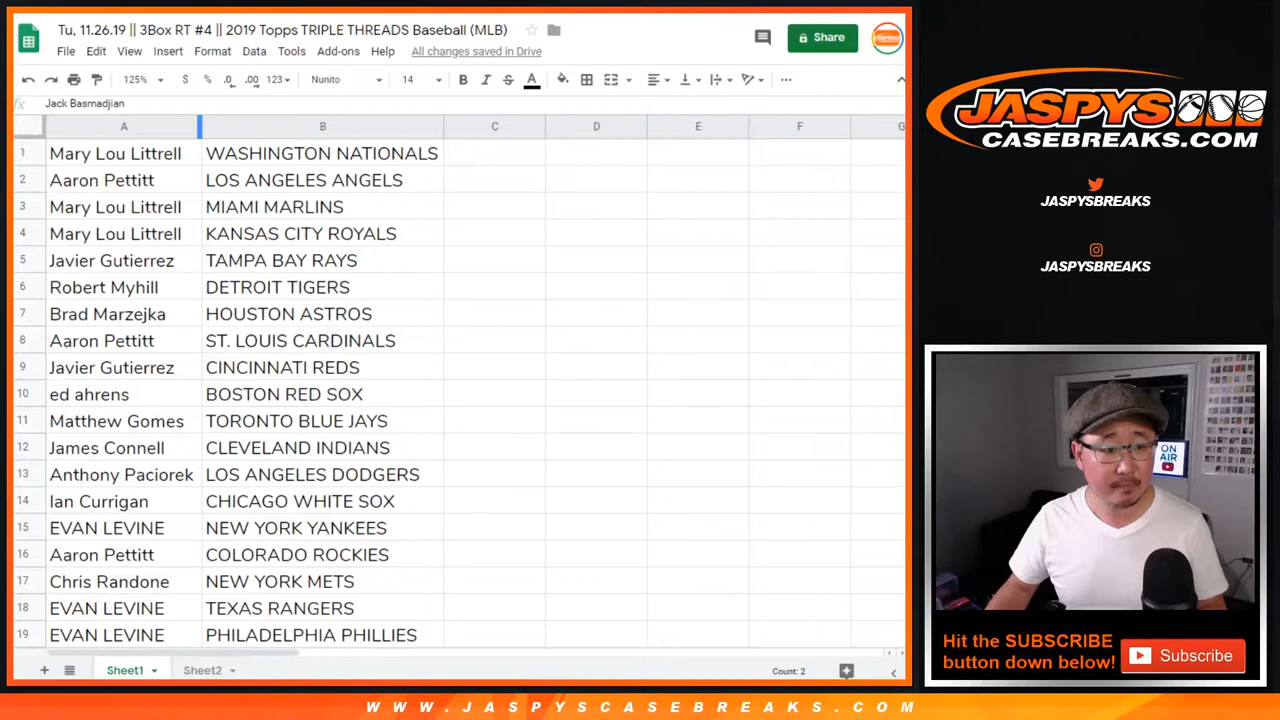 Tu, 11.26.19 || 3Box RT #4 || 2019 Topps TRIPLE THREADS Baseball (MLB)
Share
File Edit View Insert Format Data Tools Add-ons Help All changes saved in Drive
125% $ % .0 .00 123 Nunito 14 B I S A
fx Jack Basmadjian
A B C D E F G
1 Mary Lou Littrell WASHINGTON NATIONALS
2 Aaron Pettitt LOS ANGELES ANGELS
3 Mary Lou Littrell MIAMI MARLINS
4 Mary Lou Littrell KANSAS CITY ROYALS
5 Javier Gutierrez TAMPA BAY RAYS
6 Robert Myhill DETROIT TIGERS
7 Brad Marzejka HOUSTON ASTROS
8 Aaron Pettitt ST. LOUIS CARDINALS
9 Javier Gutierrez CINCINNATI REDS
10 ed ahrens BOSTON RED SOX
11 Matthew Gomes TORONTO BLUE JAYS
12 James Connell CLEVELAND INDIANS
13 Anthony Paciorek LOS ANGELES DODGERS
14 Ian Currigan CHICAGO WHITE SOX
15 EVAN LEVINE NEW YORK YANKEES
16 Aaron Pettitt COLORADO ROCKIES
17 Chris Randone NEW YORK METS
18 EVAN LEVINE TEXAS RANGERS
19 EVAN LEVINE PHILADELPHIA PHILLIES
Sheet1 Sheet2 Count: 2
JASPYS
CASEBREAKS.COM
JASPYSBREAKS
JASPYSBREAKS
ON
AIR
Hit the SUBSCRIBE
button down below!
Subscribe
WWW.JASPYSCASEBREAKS.COM